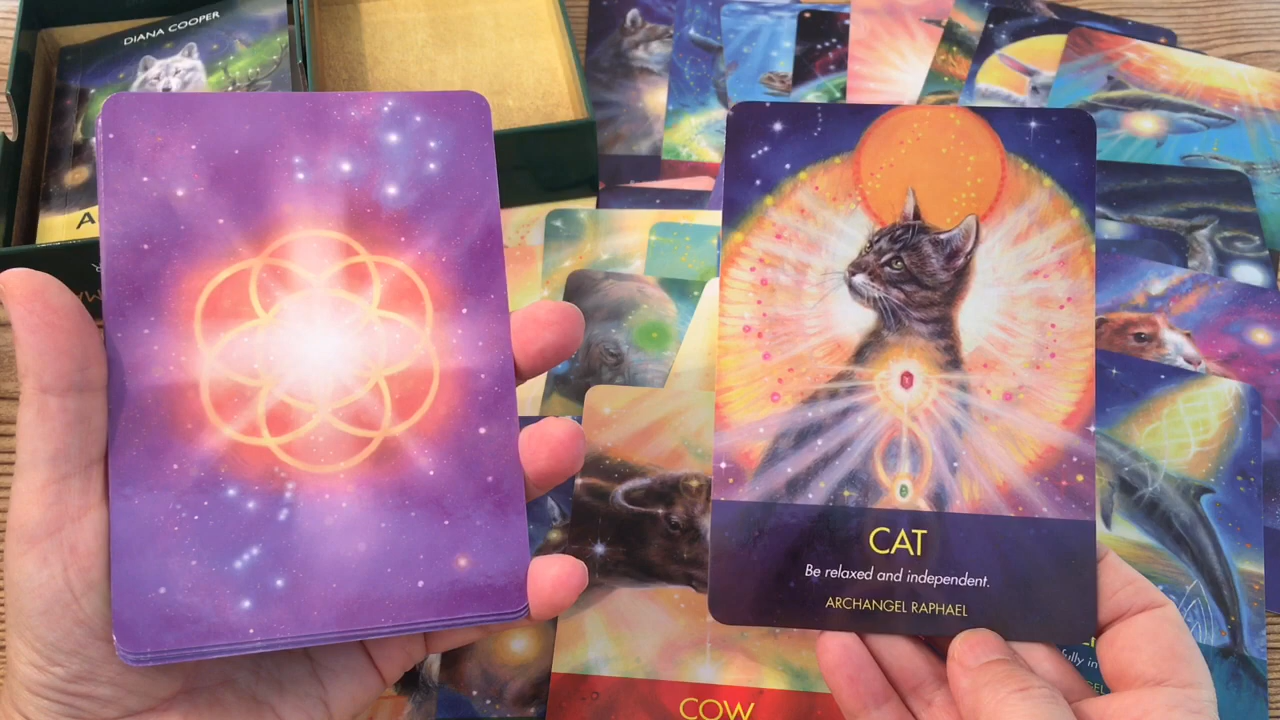 DIANA COOPER
A
CAT
Be relaxed and independent.
ARCHANGEL RAPHAEL
COW